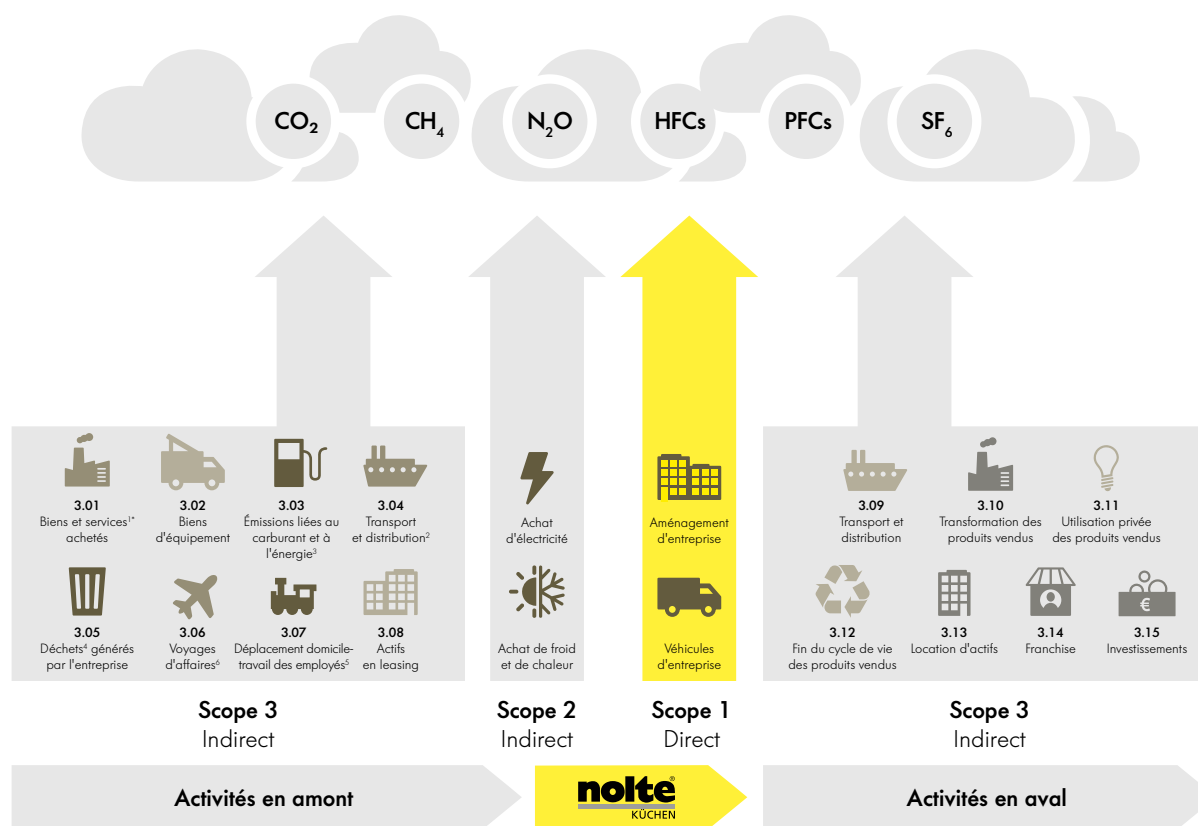 CO₂
CH₄
N₂O
HFCs
PFCs
SF₆
3.01
Biens et services¹*
achetés
3.02
Biens
d'équipement
3.03
Émissions liées au
carburant et à
l'énergie³
3.04
Transport
et distribution²
3.05
Déchets⁴ générés
par l'entreprise
3.06
Voyages
d'affaires⁶
3.07
Déplacement domicile-
travail des employés⁵
3.08
Actifs
en leasing
Achat
d'électricité
Achat de froid
et de chaleur
Aménagement
d'entreprise
Véhicules
d'entreprise
3.09
Transport et
distribution
3.10
Transformation des
produits vendus
3.11
Utilisation privée
des produits vendus
3.12
Fin du cycle de vie
des produits vendus
3.13
Location d'actifs
3.14
Franchise
€
3.15
Investissements
Scope 3
Indirect
Scope 2
Indirect
Scope 1
Direct
Scope 3
Indirect
Activités en amont
nolte®
KÜCHEN
Activités en aval